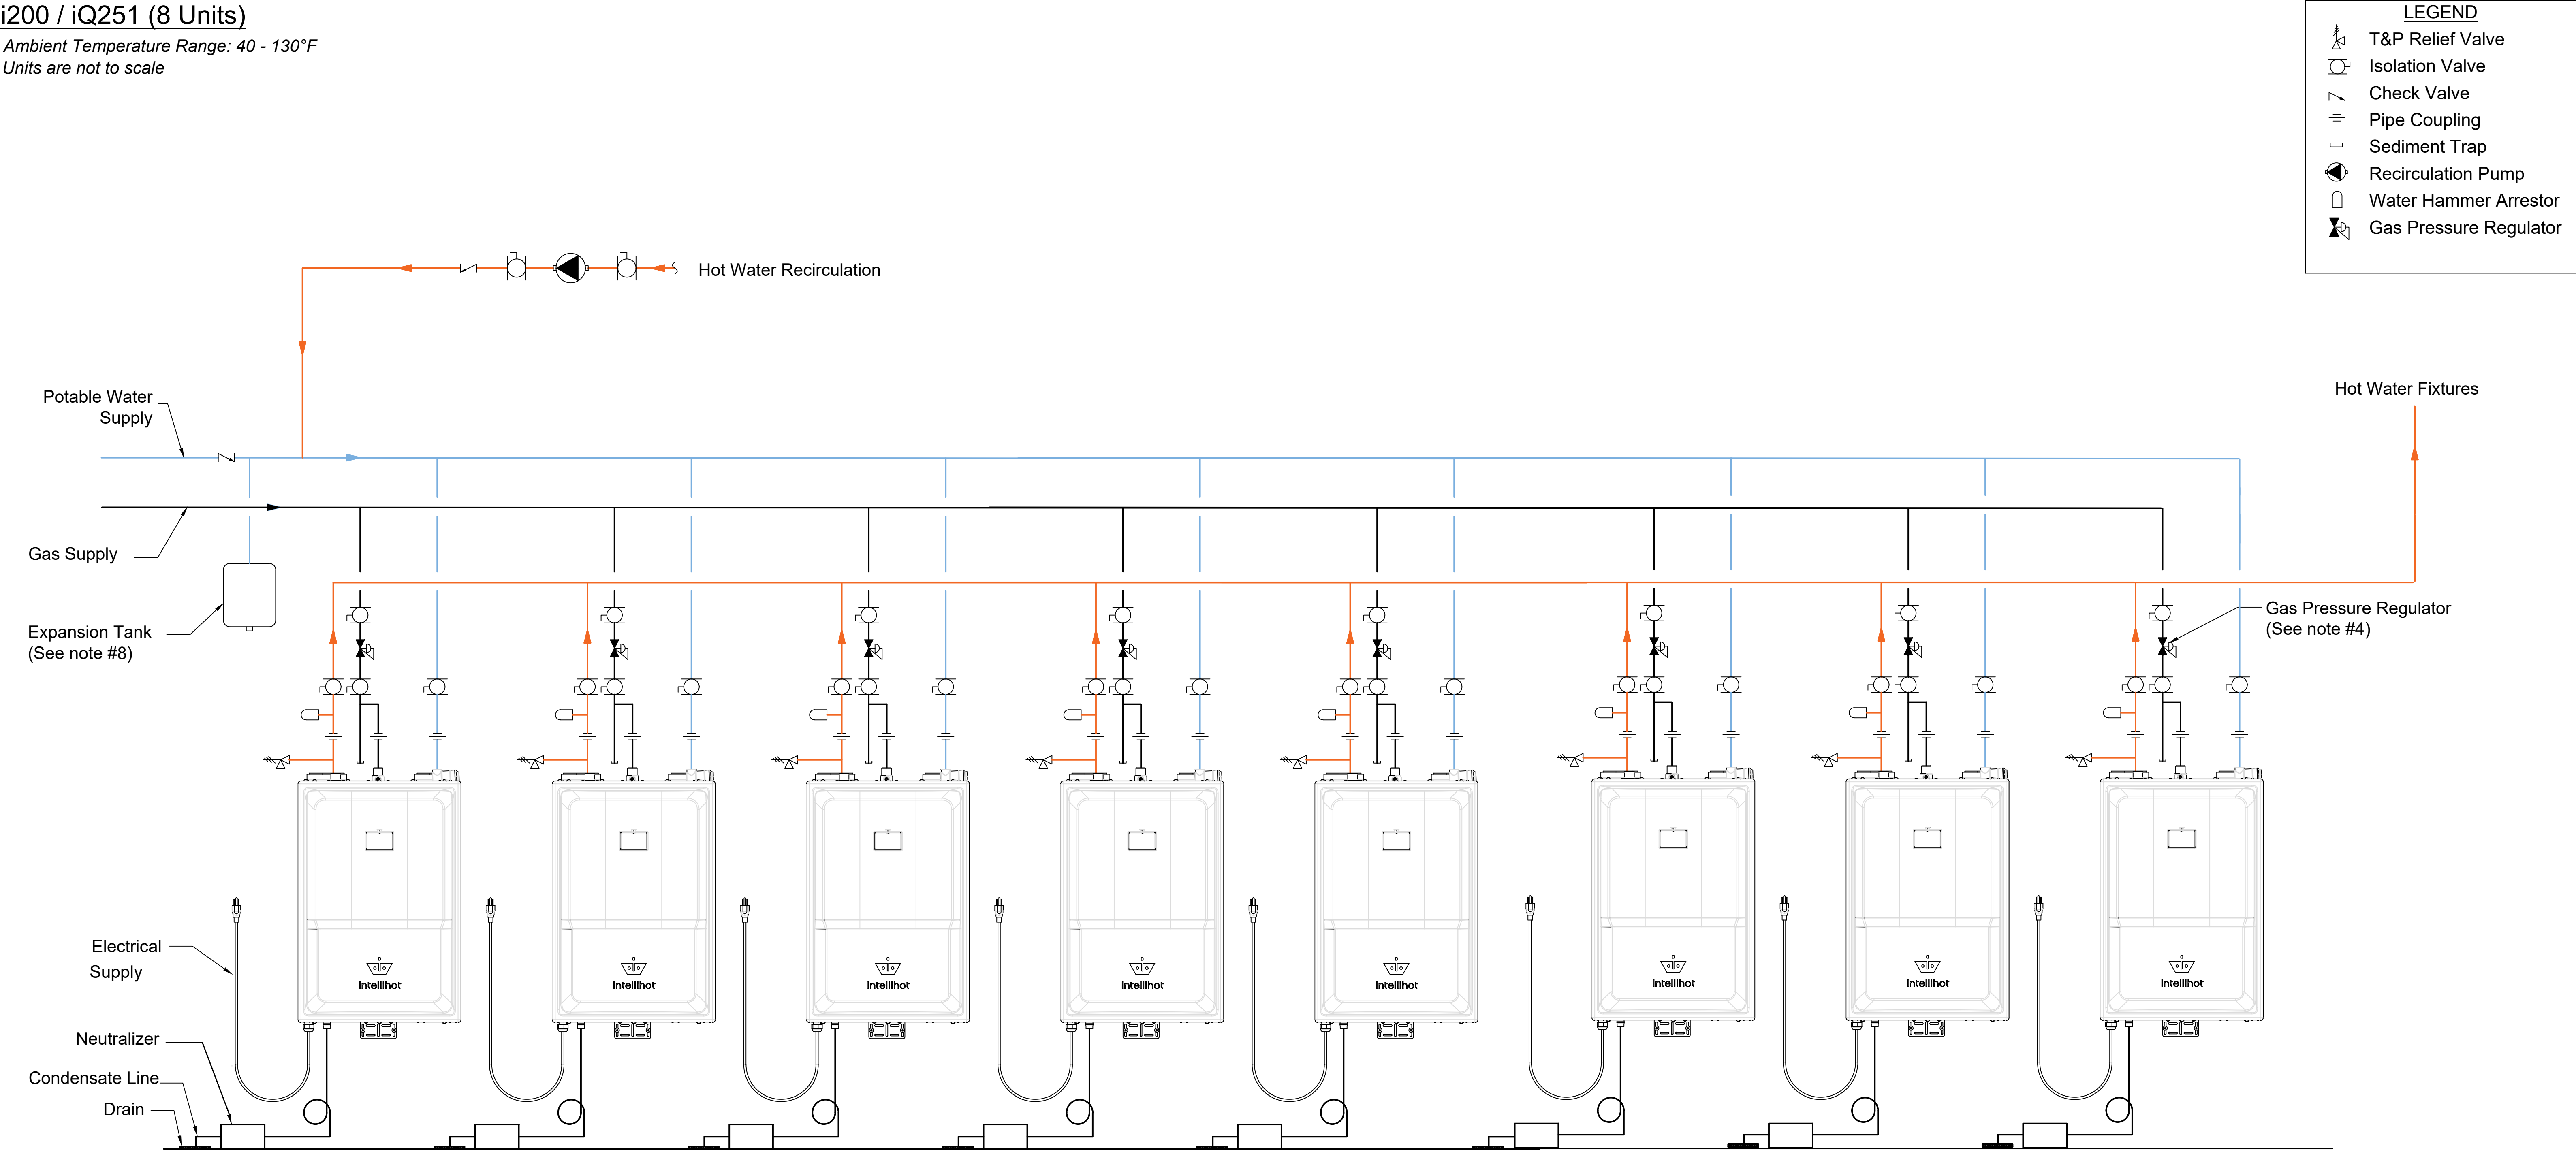 i200 / iQ251 (8 Units)
Ambient Temperature Range: 40 - 130°F
Units are not to scale
LEGEND
T&P Relief Valve
Isolation Valve
Check Valve
Pipe Coupling
Sediment Trap
Recirculation Pump
Water Hammer Arrestor
Gas Pressure Regulator
Hot Water Recirculation
Potable Water
Supply
Hot Water Fixtures
Gas Supply
Expansion Tank
(See note #8)
Gas Pressure Regulator
(See note #4)
Electrical
Supply
Intellihot
Intellihot
Intellihot
Intellihot
Intellihot
Intellihot
Intellihot
Intellihot
Neutralizer
Condensate Line
Drain